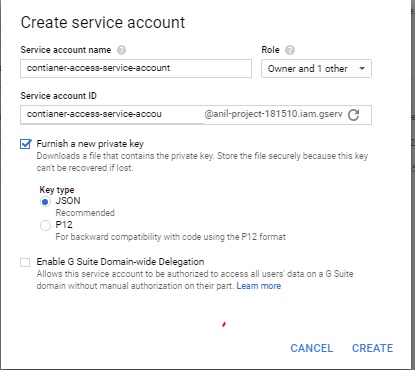 Create service account
Service account name
Role
contianer-access-service-account
Owner and 1 other
Service account ID
contianer-access-service-accou @anil-project-181510.iam.gserv
Furnish a new private key
Downloads a file that contains the private key. Store the file securely because this key
can't be recovered if lost.
Key type
JSON
Recommended
P12
For backward compatibility with code using the P12 format
Enable G Suite Domain-wide Delegation
Allows this service account to be authorized to access all users' data on a G Suite
domain without manual authorization on their part. Learn more
CANCEL CREATE